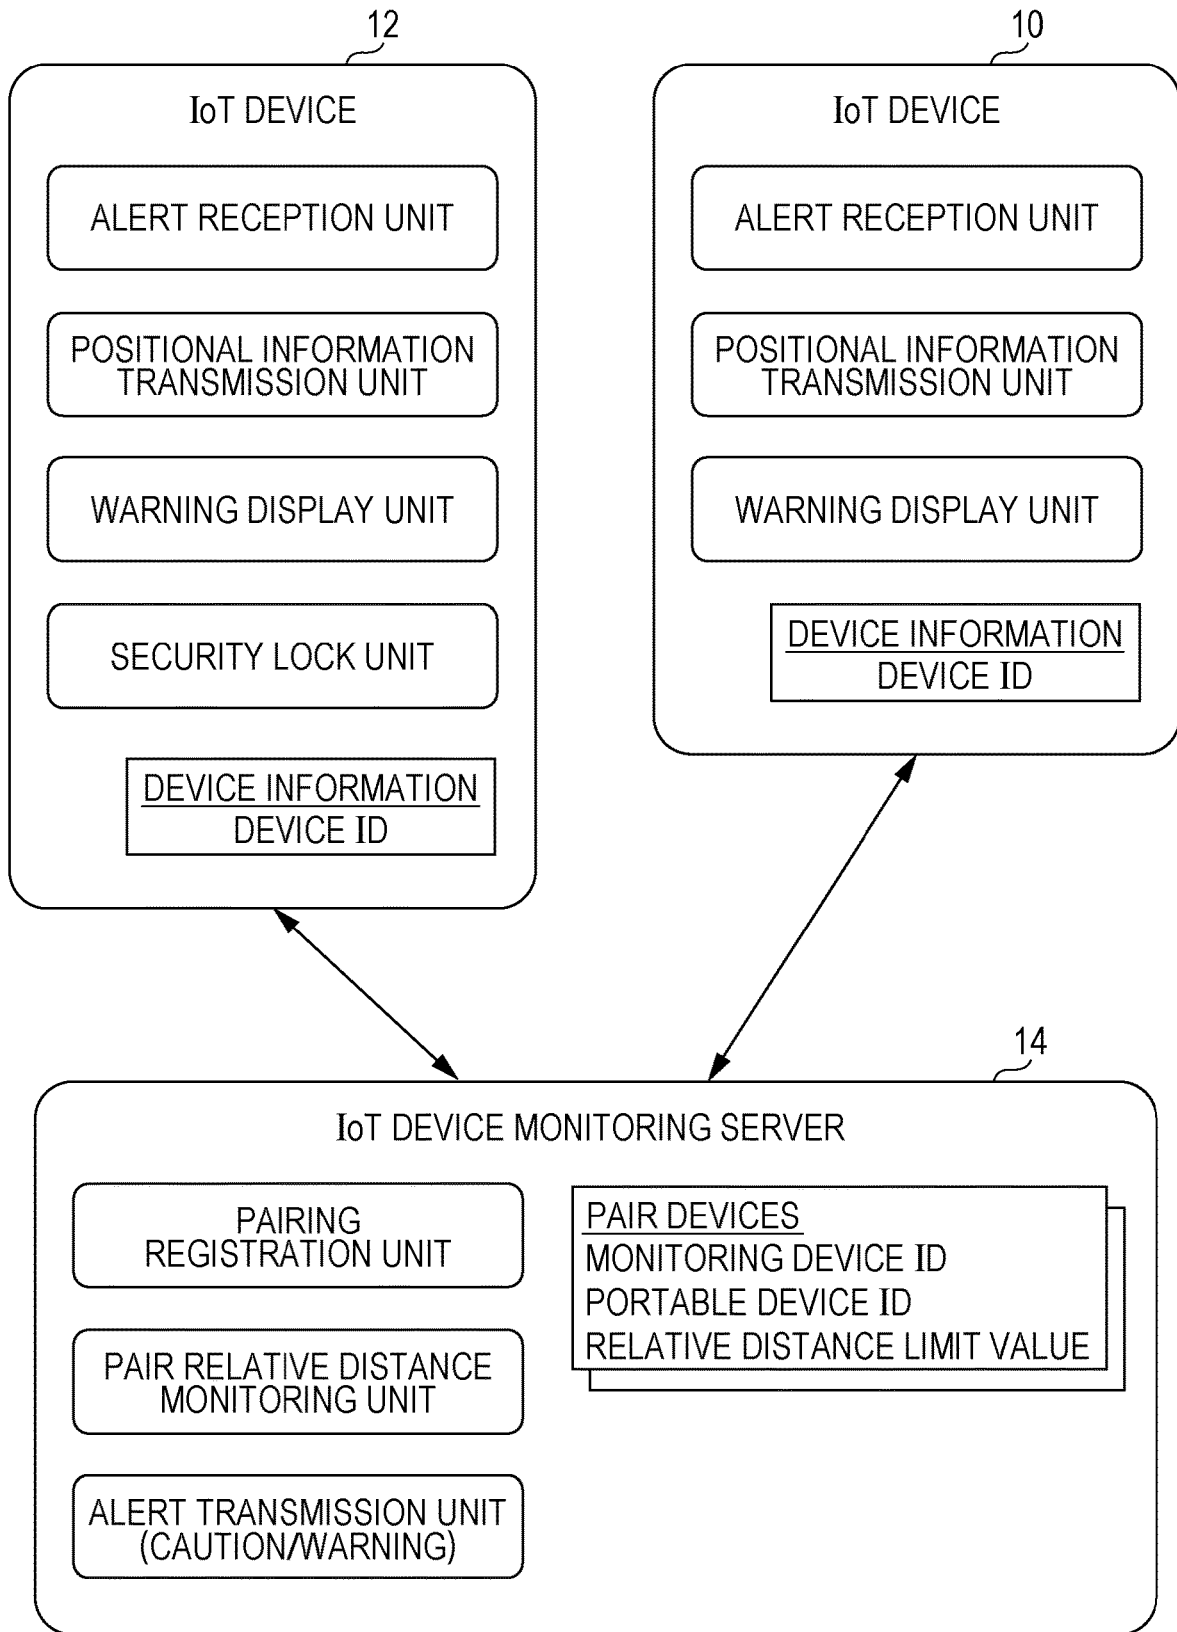 12
IoT DEVICE
ALERT RECEPTION UNIT
POSITIONAL INFORMATION
TRANSMISSION UNIT
WARNING DISPLAY UNIT
SECURITY LOCK UNIT
DEVICE INFORMATION
DEVICE ID
10
IoT DEVICE
ALERT RECEPTION UNIT
POSITIONAL INFORMATION
TRANSMISSION UNIT
WARNING DISPLAY UNIT
DEVICE INFORMATION
DEVICE ID
14
IoT DEVICE MONITORING SERVER
PAIRING
REGISTRATION UNIT
PAIR RELATIVE DISTANCE
MONITORING UNIT
ALERT TRANSMISSION UNIT
(CAUTION/WARNING)
PAIR DEVICES
MONITORING DEVICE ID
PORTABLE DEVICE ID
RELATIVE DISTANCE LIMIT VALUE